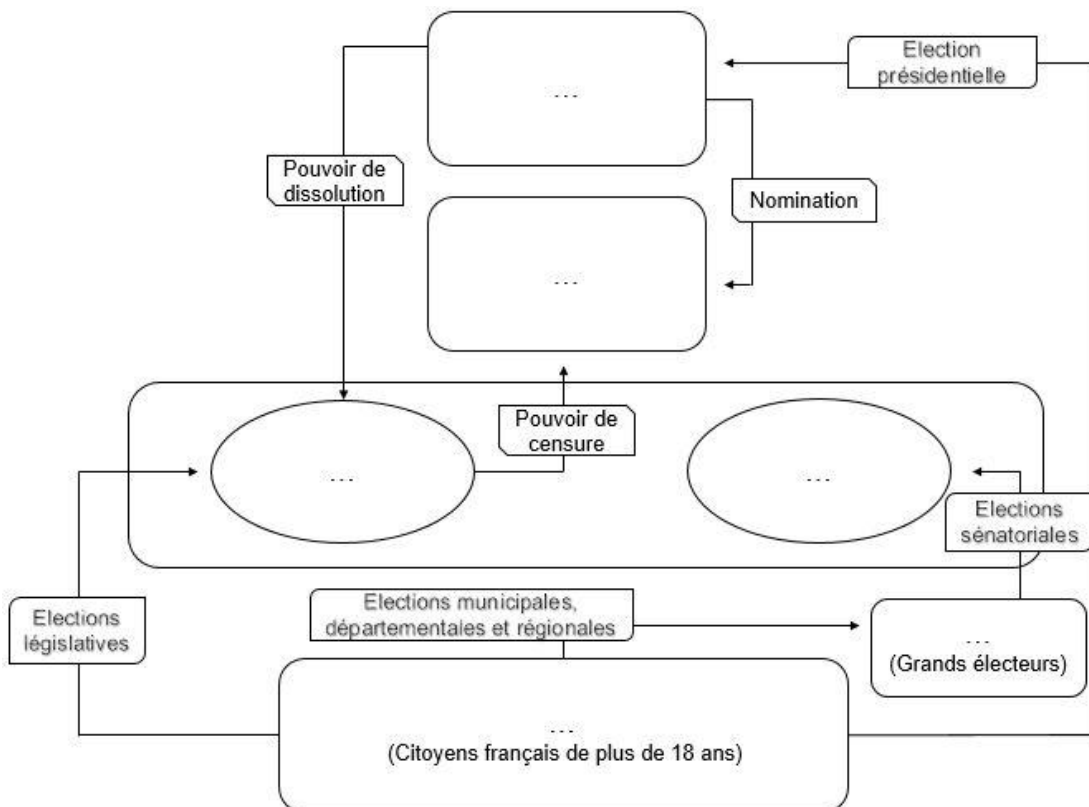 Election
présidentielle
...
Pouvoir de
dissolution
Nomination
...
Pouvoir de
censure
...
...
Elections
sénatoriales
Elections
législatives
Elections municipales,
départementales et régionales
...
(Grands électeurs)
...
(Citoyens français de plus de 18 ans)